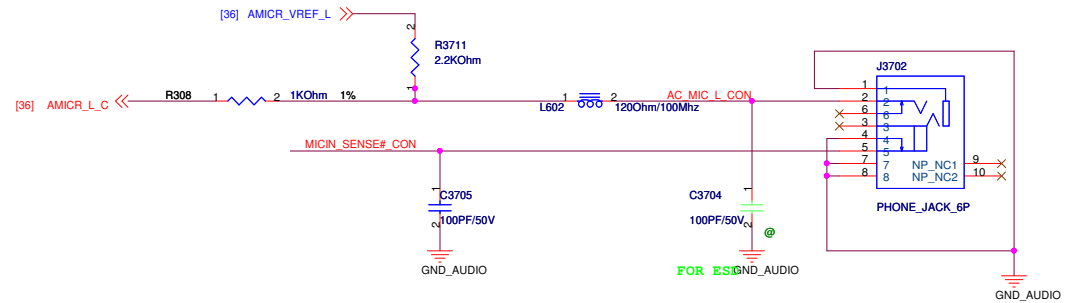 [36] AMICR_VREF_L
2
R3711
2.2KOhm
1
J3702
[36] AMICR_L_C
R308
1
2
1KOhm
1%
L602
1
2
120Ohm/100Mhz
AC_MIC_L_CON
MICIN_SENSE#_CON
1 1
2 2
6 6
3 3
4 4
5 5
7 7
8 8
NP_NC1 9
NP_NC2 10
PHONE_JACK_6P
1
C3705
100PF/50V
2
GND_AUDIO
1
C3704
100PF/50V
2
@
FOR ESD
GND_AUDIO
GND_AUDIO